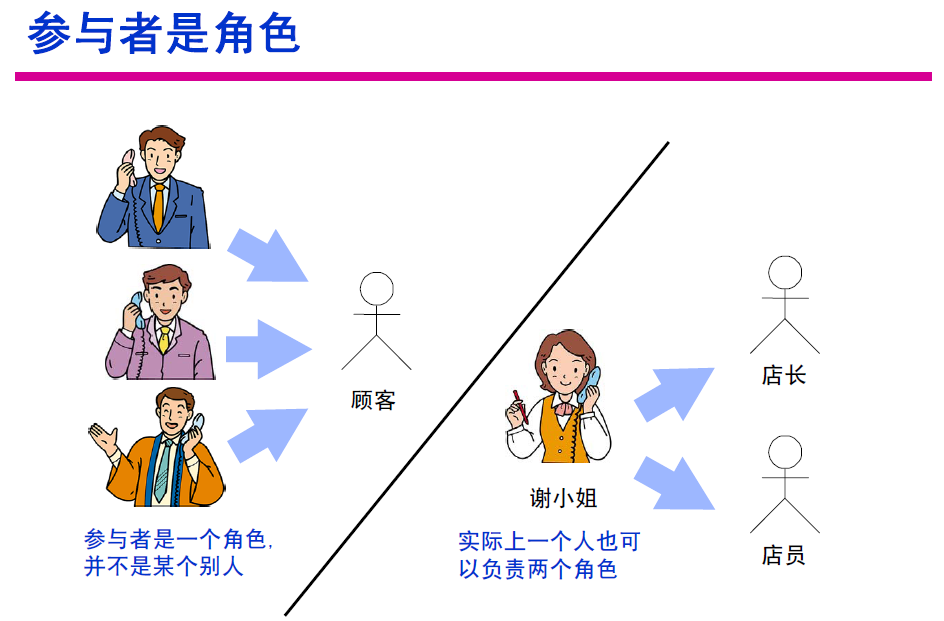 参与者是角色
顾客
参与者是一个角色,
并不是某个别人
谢小姐
实际上一个人也可
以负责两个角色
店长
店员